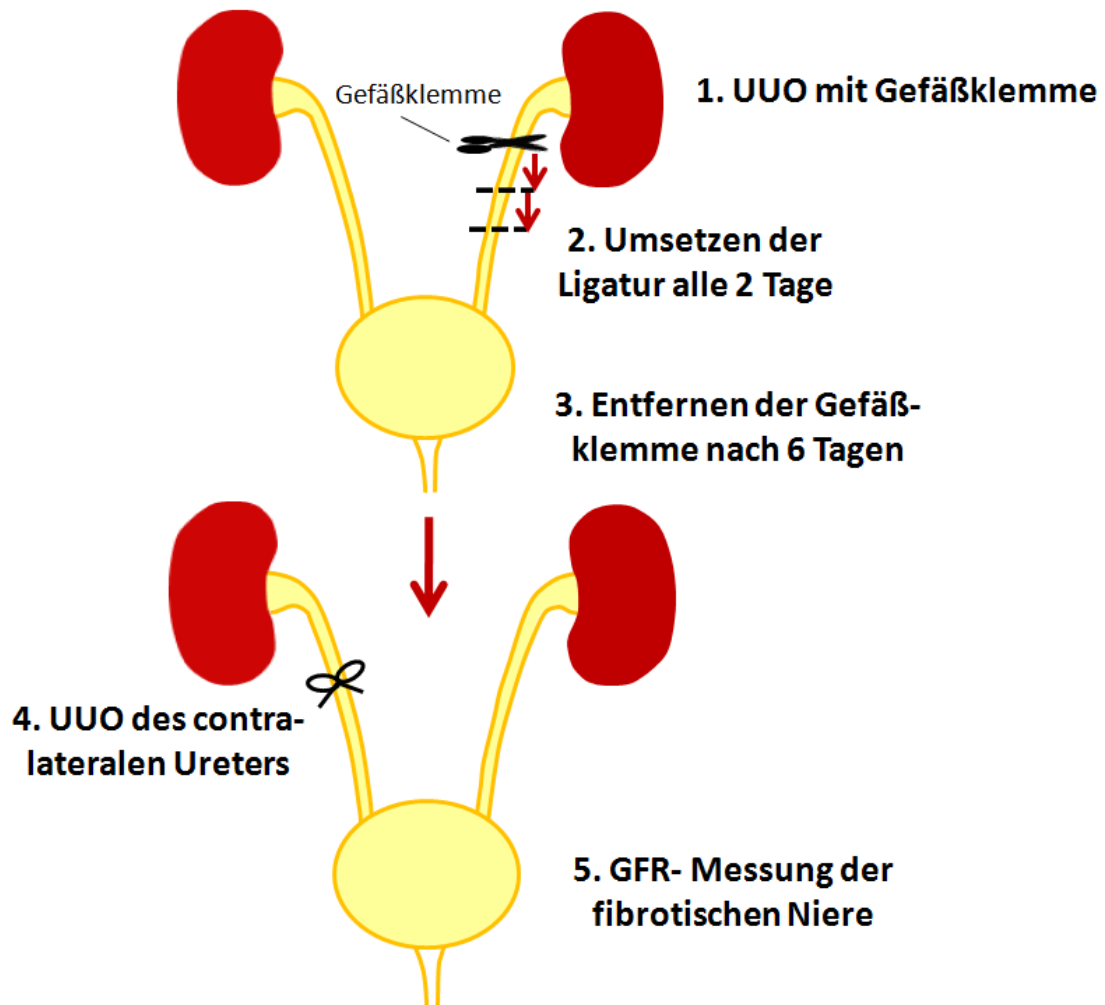 Gefäßklemme
1. UUO mit Gefäßklemme
2. Umsetzen der
Ligatur alle 2 Tage
3. Entfernen der Gefäß-
klemme nach 6 Tagen
4. UUO des contra-
lateralen Ureters
5. GFR- Messung der
fibrotischen Niere